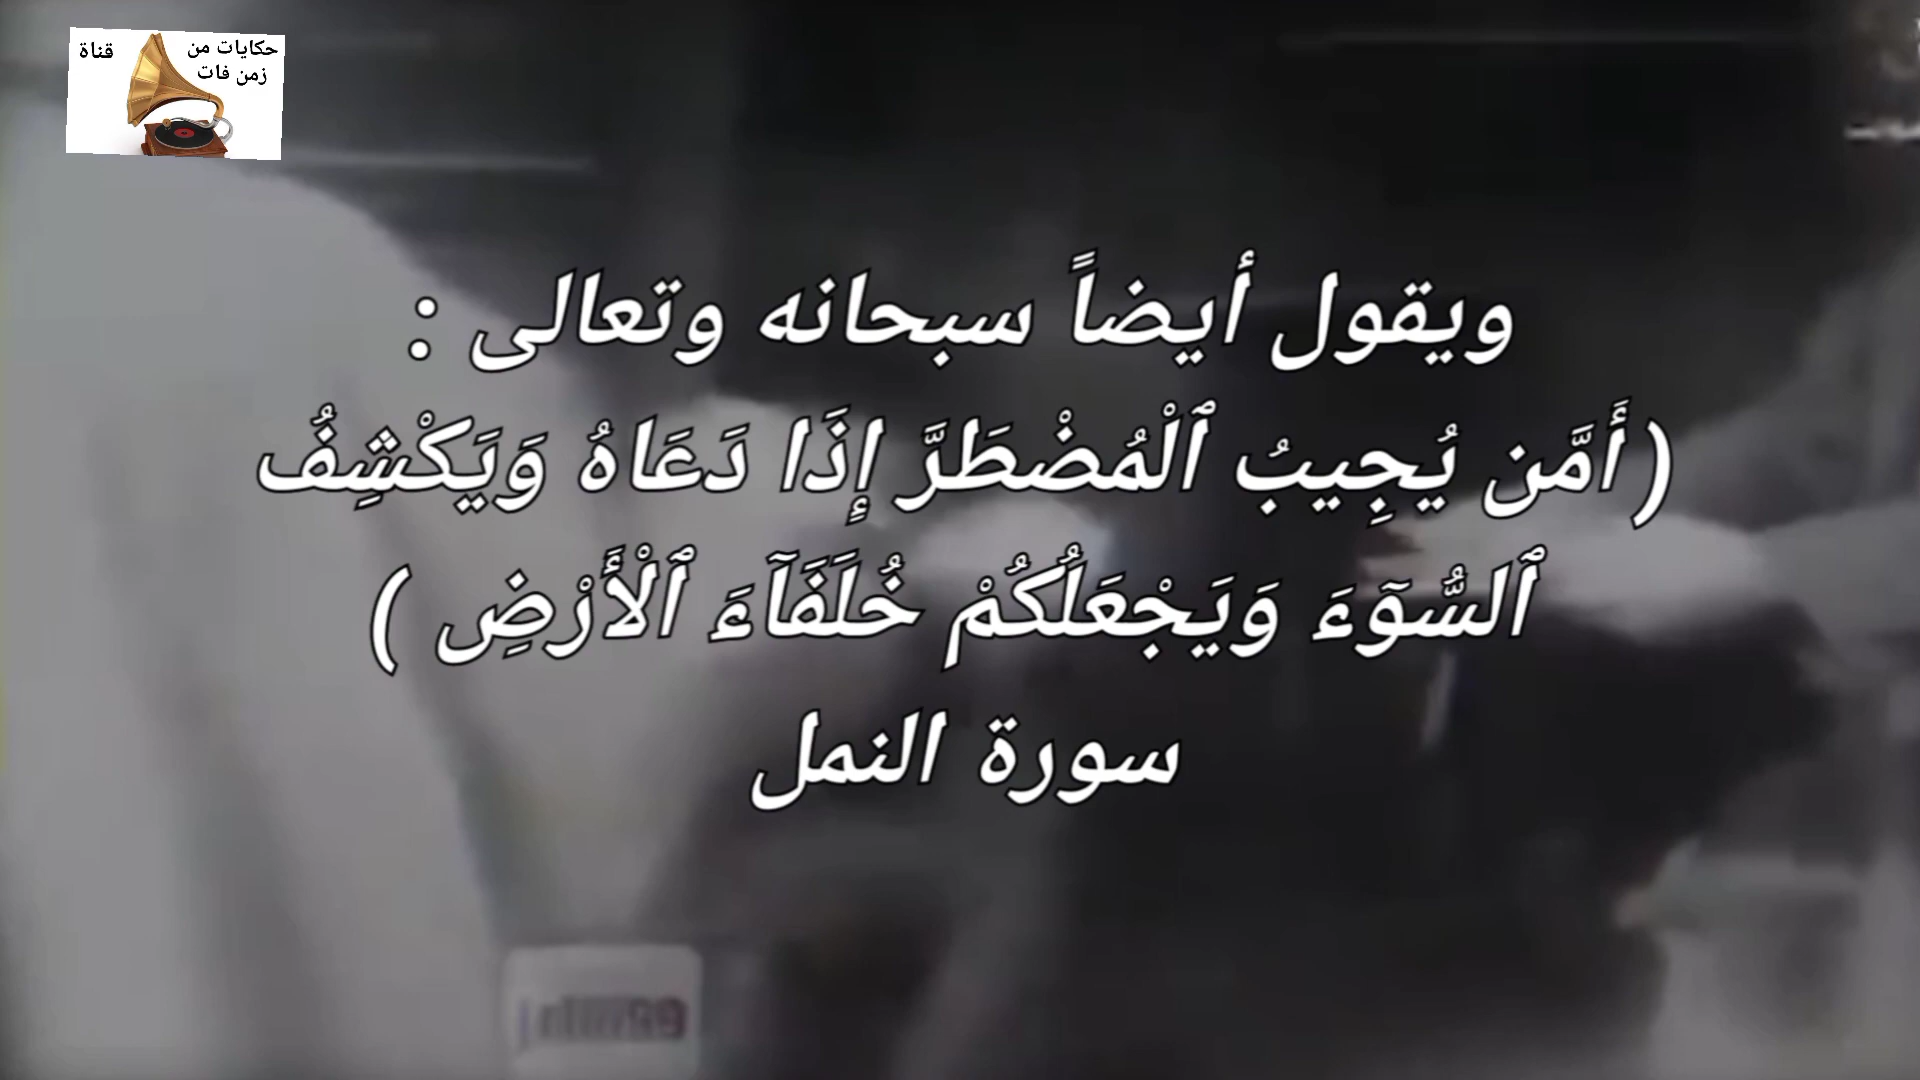 قناة
حكايات من
زمن فات
ويقول أيضاً سبحانه وتعالى :
(أَمَّن يُجِيبُ ٱلْمُضْطَرَّ إِذَا دَعَاهُ وَيَكْشِفُ
ٱلسُّوٓءَ وَيَجْعَلُكُمْ خُلَفَآءَ ٱلْأَرْضِ )
سورة النمل